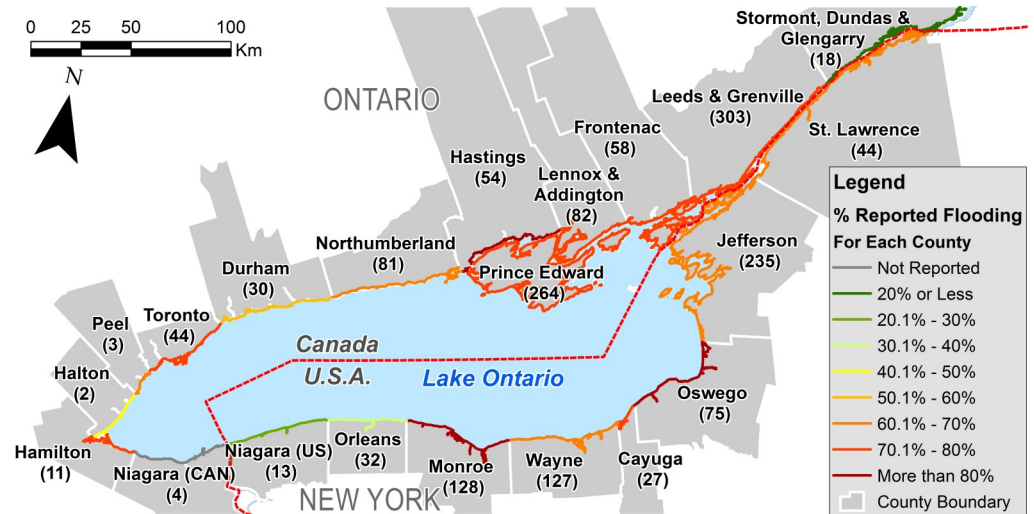 0 25 50 100
Km
N
ONTARIO
Stormont, Dundas &
Glengarry
(18)
Leeds & Grenville
(303)
St. Lawrence
(44)
Frontenac
(58)
Hastings
(54)
Lennox &
Addington
(82)
Northumberland
(81)
Prince Edward
(264)
Jefferson
(235)
Durham
(30)
Toronto
(44)
Peel
(3)
Halton
(2)
Canada
U.S.A.
Lake Ontario
Oswego
(75)
Hamilton
(11)
Niagara (CAN)
(4)
Niagara (US)
(13)
Orleans
(32)
Monroe
(128)
Wayne
(127)
Cayuga
(27)
NEW YORK
Legend
% Reported Flooding
For Each County
Not Reported
20% or Less
20.1% - 30%
30.1% - 40%
40.1% - 50%
50.1% - 60%
60.1% - 70%
70.1% - 80%
More than 80%
County Boundary